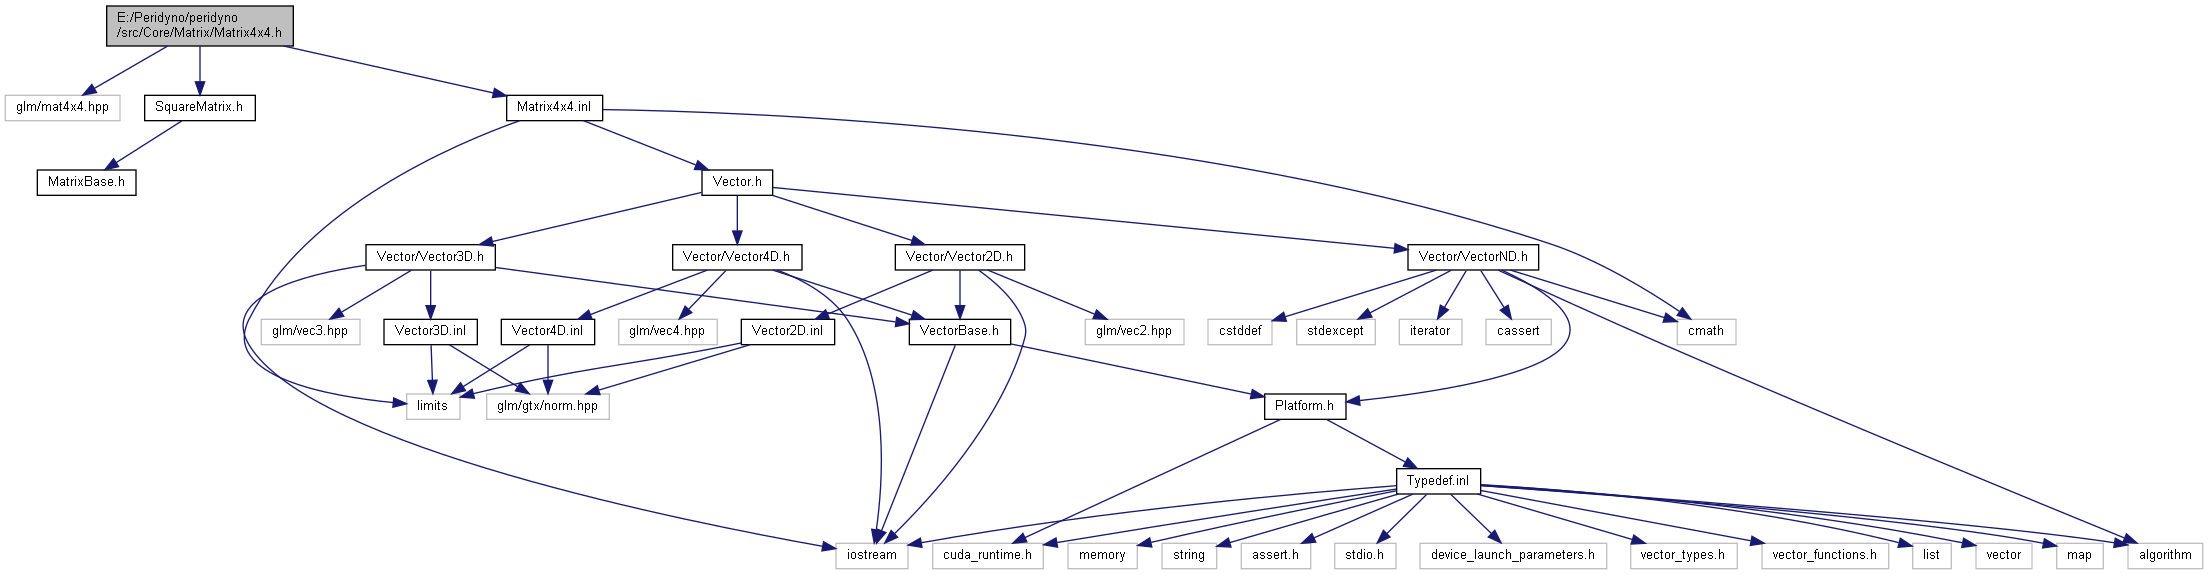 E:/Peridyno/peridyno
/src/Core/Matrix/Matrix4x4.h
glm/mat4x4.hpp
SquareMatrix.h
Matrix4x4.inl
MatrixBase.h
Vector.h
Vector/Vector3D.h
Vector/Vector4D.h
Vector/Vector2D.h
Vector/VectorND.h
glm/vec3.hpp
Vector3D.inl
Vector4D.inl
glm/vec4.hpp
Vector2D.inl
VectorBase.h
glm/vec2.hpp
cstddef
stdexcept
iterator
cassert
cmath
limits
glm/gtx/norm.hpp
Platform.h
Typedef.inl
iostream
cuda_runtime.h
memory
string
assert.h
stdio.h
device_launch_parameters.h
vector_types.h
vector_functions.h
list
vector
map
algorithm